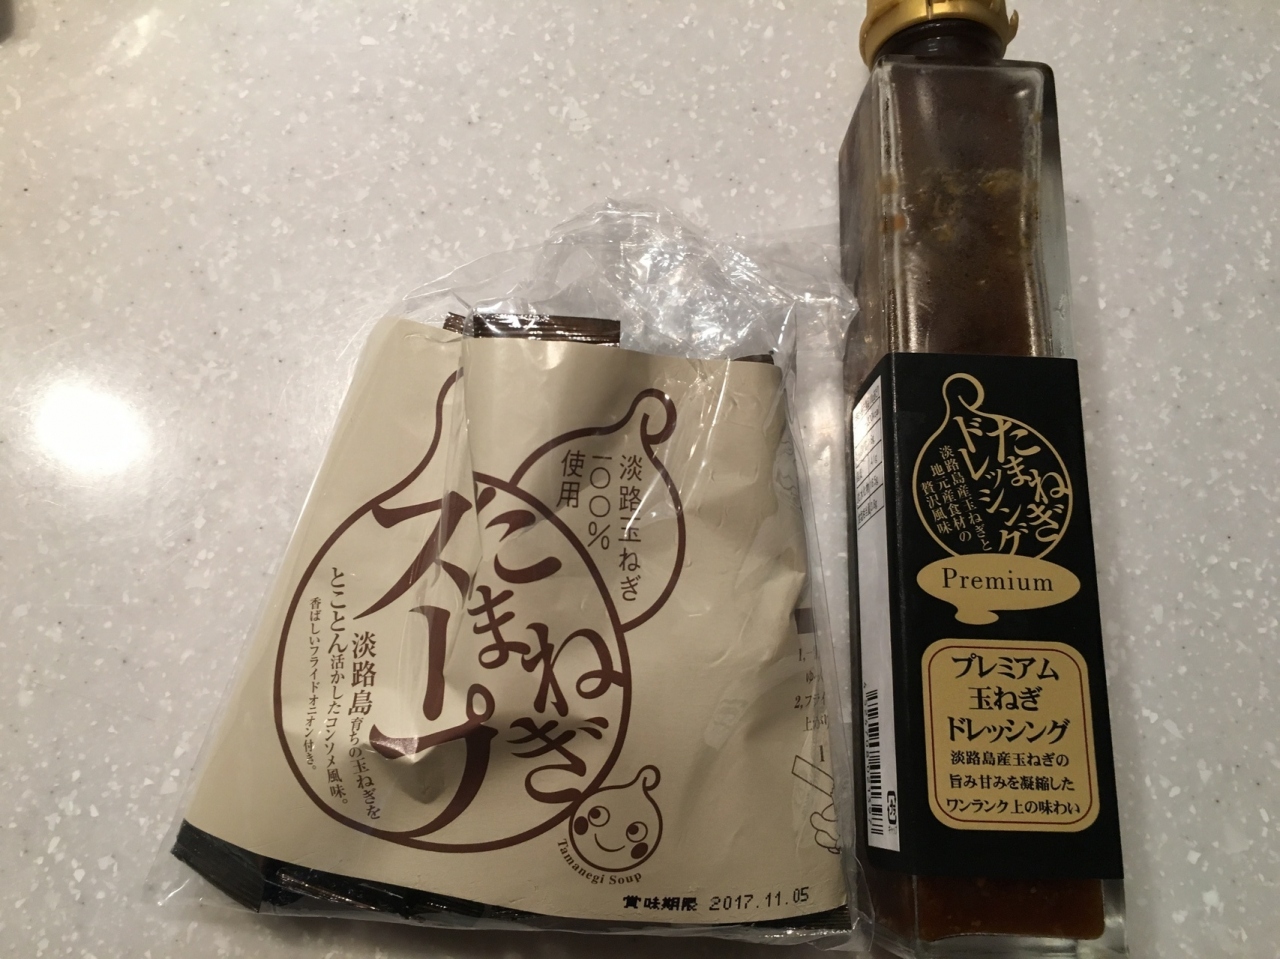 淡路玉ねぎ
一〇〇%
使用
たまねぎ
スープ
淡路島育ちの玉ねぎを
とことん活かしたコンソメ風味。
香ばしいフライドオニオン付き。
Tamanegi Soup
賞味期限 2017.11.05
たまねぎ
ドレッシング
淡路島産玉ねぎと
地元産食材の
贅沢風味
Premium
プレミアム
玉ねぎ
ドレッシング
淡路島産玉ねぎの
旨み甘みを凝縮した
ワンランク上の味わい